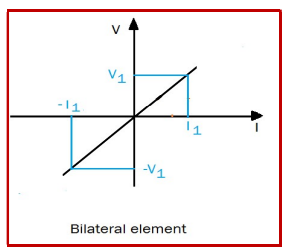 V
V₁
-I₁
I₁
I
-V₁
Bilateral element